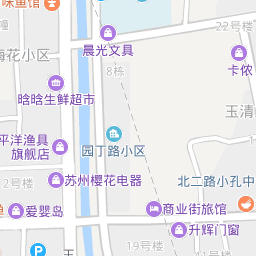 味鱼馆
22号楼
晨光文具
梅花小区
8栋
卡侬
晗晗生鲜超市
玉清
园丁路小区
平洋渔具
旗舰店
苏州樱花电器
北二路小孔中
12号楼
爱婴岛
商业街旅馆
升辉门窗
19号楼